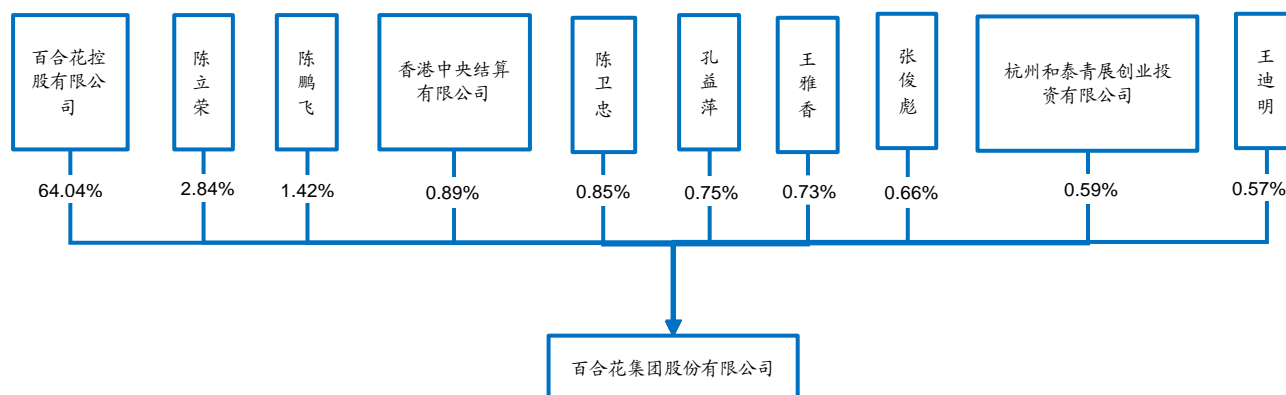 百合花控
股有限公
司
陈
立
荣
陈
鹏
飞
香港中央结算
有限公司
陈
卫
忠
孔
益
萍
王
雅
香
张
俊
彪
杭州和泰青展创业投
资有限公司
王
迪
明
64.04%
2.84%
1.42%
0.89%
0.85%
0.75%
0.73%
0.66%
0.59%
0.57%
百合花集团股份有限公司